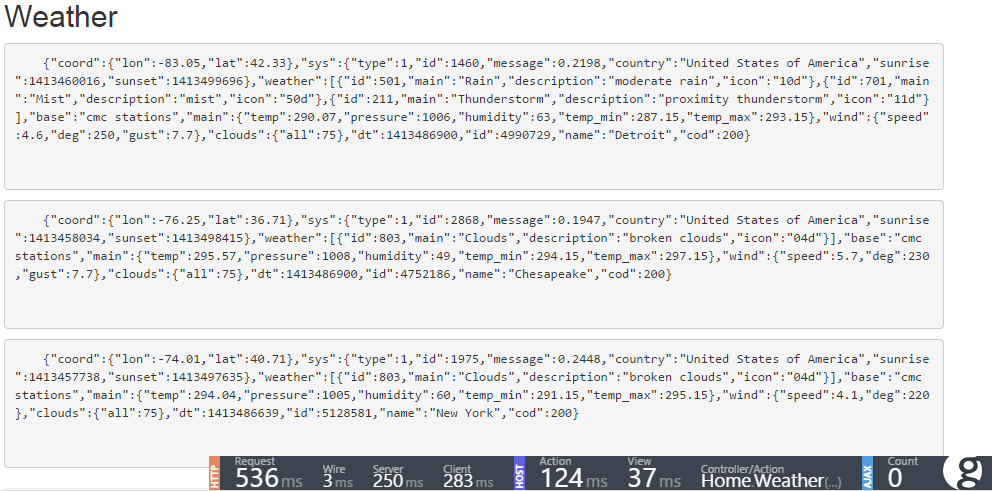 Weather
{"coord":{"lon":-83.05,"lat":42.33},"sys":{"type":1,"id":1460,"message":0.2198,"country":"United States of America","sunrise
":1413460016,"sunset":1413499696},"weather":[{"id":501,"main":"Rain","description":"moderate rain","icon":"10d"},{"id":701,"main
":"Mist","description":"mist","icon":"50d"},{"id":211,"main":"Thunderstorm","description":"proximity thunderstorm","icon":"11d"}
],"base":"cmc stations","main":{"temp":290.07,"pressure":1006,"humidity":63,"temp_min":287.15,"temp_max":293.15},"wind":{"speed"
:4.6,"deg":250,"gust":7.7},"clouds":{"all":75},"dt":1413486900,"id":4990729,"name":"Detroit","cod":200}
{"coord":{"lon":-76.25,"lat":36.71},"sys":{"type":1,"id":2868,"message":0.1947,"country":"United States of America","sunrise
":1413458034,"sunset":1413498415},"weather":[{"id":803,"main":"Clouds","description":"broken clouds","icon":"04d"}],"base":"cmc
stations","main":{"temp":295.57,"pressure":1008,"humidity":49,"temp_min":294.15,"temp_max":297.15},"wind":{"speed":5.7,"deg":230
,"gust":7.7},"clouds":{"all":75},"dt":1413486900,"id":4752186,"name":"Chesapeake","cod":200}
{"coord":{"lon":-74.01,"lat":40.71},"sys":{"type":1,"id":1975,"message":0.2448,"country":"United States of America","sunrise
":1413457738,"sunset":1413497635},"weather":[{"id":803,"main":"Clouds","description":"broken clouds","icon":"04d"}],"base":"cmc
stations","main":{"temp":294.04,"pressure":1005,"humidity":60,"temp_min":291.15,"temp_max":295.15},"wind":{"speed":4.1,"deg":220
},"clouds":{"all":75},"dt":1413486639,"id":5128581,"name":"New York","cod":200}
HTTP Request Wire Server Client HOST Action View Controller/Action AJAX Count
536 ms 3 ms 250 ms 283 ms 124 ms 37 ms Home.Weather(...) 0 g